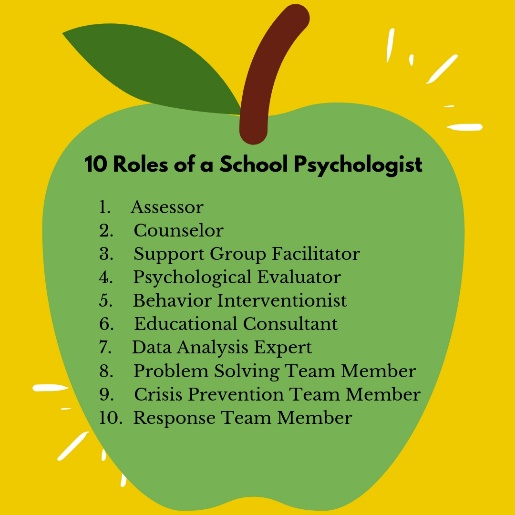 10 Roles of a School Psychologist
1. Assessor
2. Counselor
3. Support Group Facilitator
4. Psychological Evaluator
5. Behavior Interventionist
6. Educational Consultant
7. Data Analysis Expert
8. Problem Solving Team Member
9. Crisis Prevention Team Member
10. Response Team Member